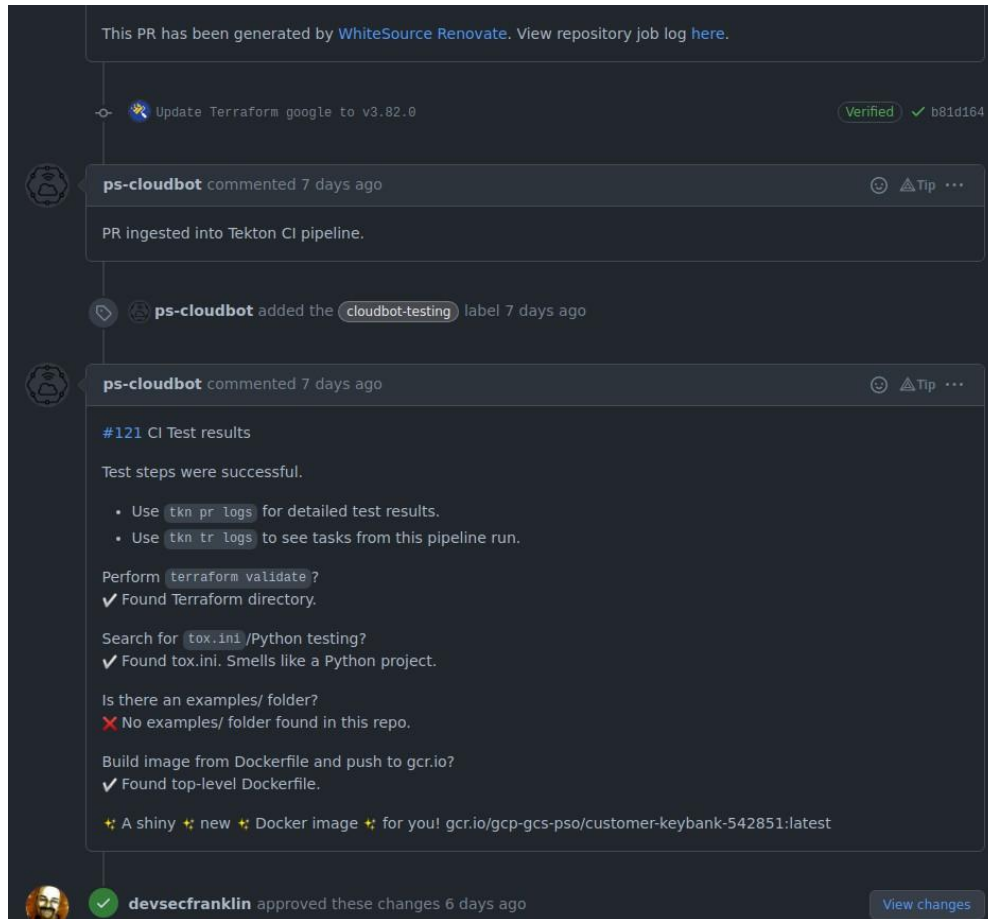 This PR has been generated by WhiteSource Renovate. View repository job log here.
Update Terraform google to v3.82.0 Verified ✓ b81d164
ps-cloudbot commented 7 days ago Tip ···
PR ingested into Tekton CI pipeline.
ps-cloudbot added the cloudbot-testing label 7 days ago
ps-cloudbot commented 7 days ago Tip ···
#121 CI Test results
Test steps were successful.
• Use tkn pr logs for detailed test results.
• Use tkn tr logs to see tasks from this pipeline run.
Perform terraform validate?
✔ Found Terraform directory.
Search for tox.ini/Python testing?
✔ Found tox.ini. Smells like a Python project.
Is there an examples/ folder?
❌ No examples/ folder found in this repo.
Build image from Dockerfile and push to gcr.io?
✔ Found top-level Dockerfile.
✨ A shiny ✨ new ✨ Docker image ✨ for you! gcr.io/gcp-gcs-pso/customer-keybank-542851:latest
devsecfranklin approved these changes 6 days ago View changes